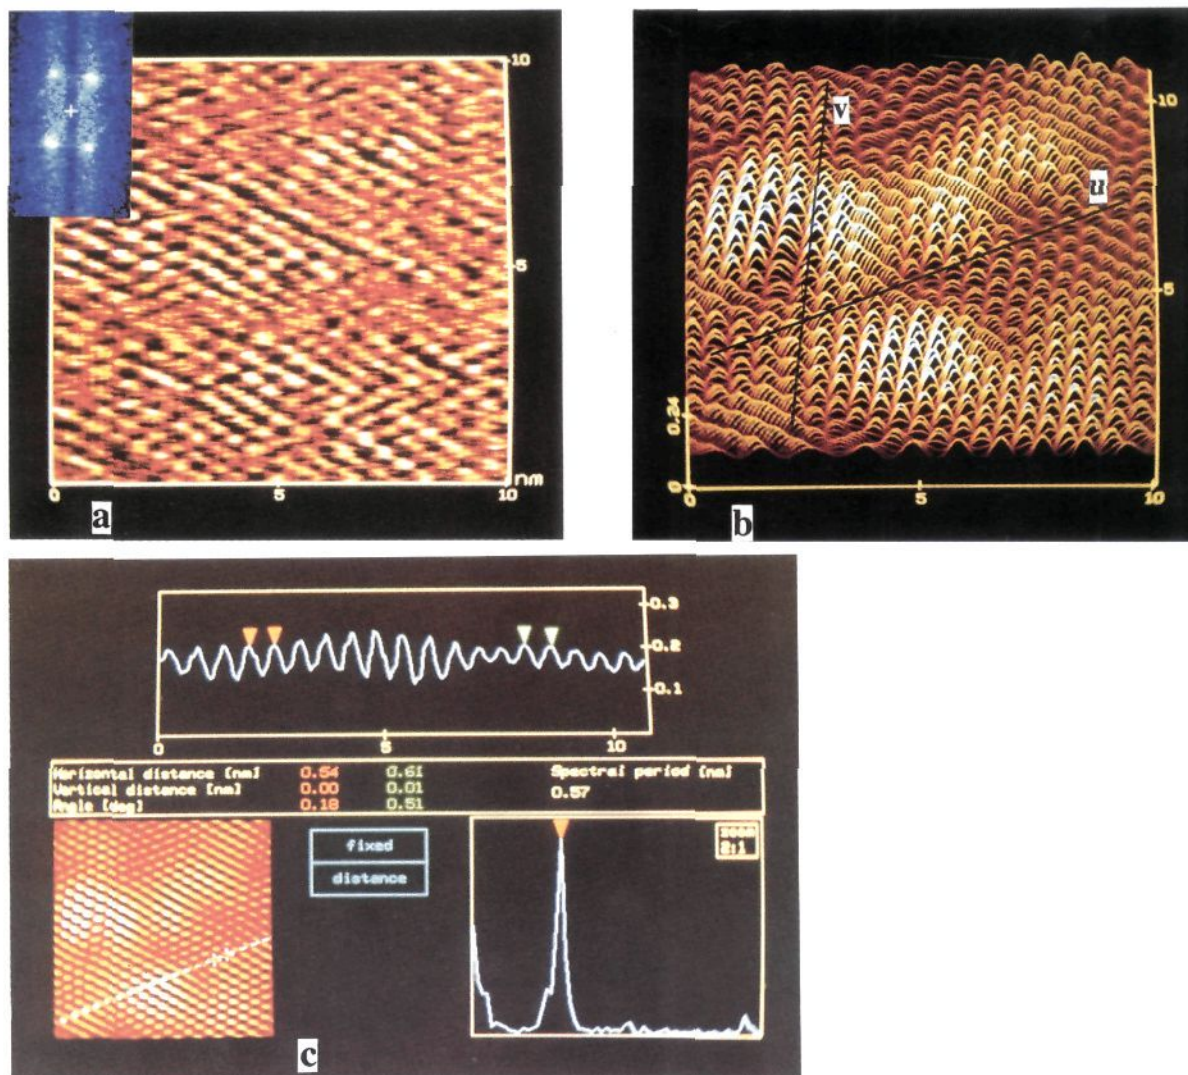 10
5
nm
0
5
10
a
v
u
10
5
0.24
0
0
5
10
b
0.3
0.2
0.1
0
5
10
Horizontal distance [nm] 0.54 0.61 Spectral period [nm]
Vertical distance [nm] 0.00 0.01 0.57
Angle [deg] 0.18 0.51
fixed
distance
2:1
c